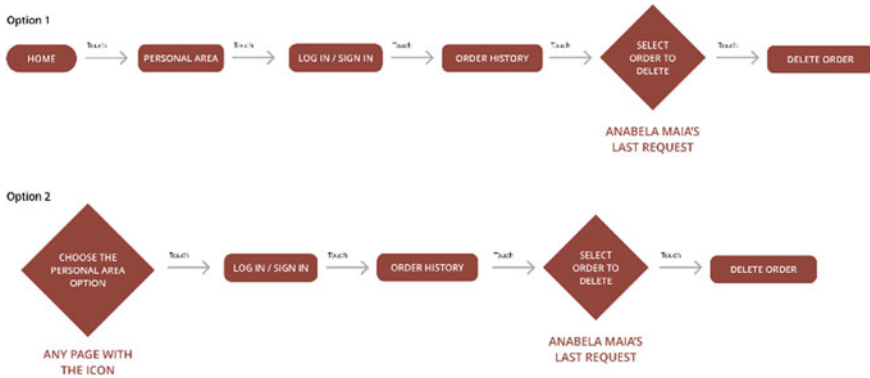 Option 1
Touch
Touch
Touch
Touch
Touch
HOME
PERSONAL AREA
LOG IN / SIGN IN
ORDER HISTORY
SELECT
ORDER TO
DELETE
DELETE ORDER
ANABELA MAIA'S
LAST REQUEST
Option 2
CHOOSE THE
PERSONAL AREA
OPTION
Touch
Touch
Touch
Touch
LOG IN / SIGN IN
ORDER HISTORY
SELECT
ORDER TO
DELETE
DELETE ORDER
ANY PAGE WITH
THE ICON
ANABELA MAIA'S
LAST REQUEST